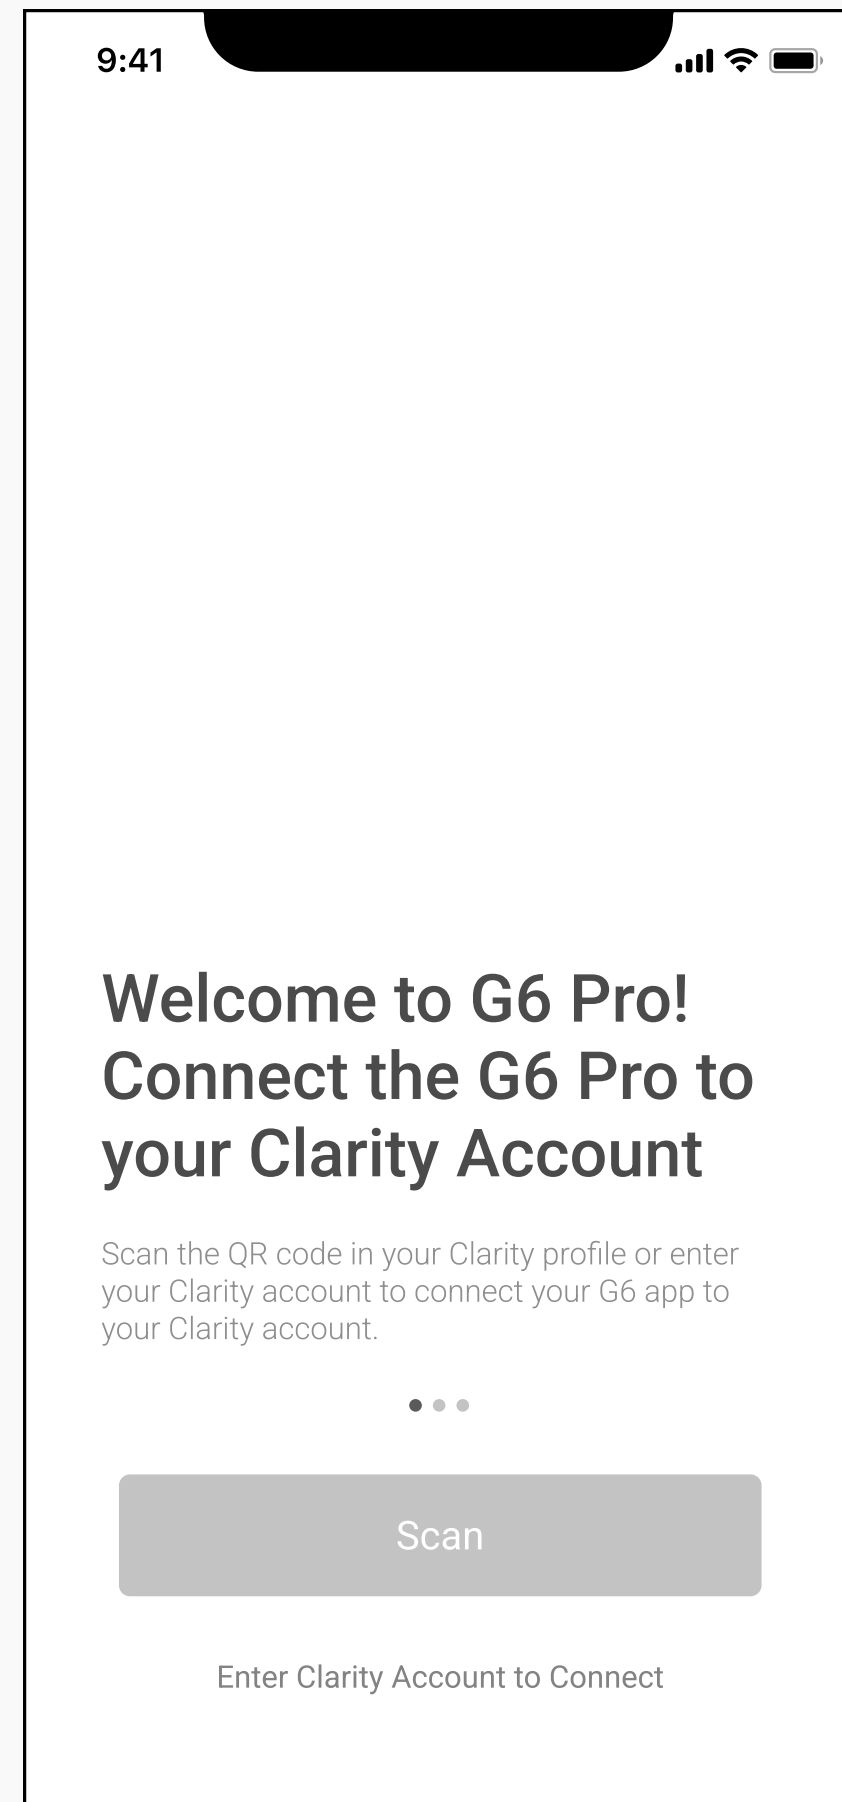 9:41
Welcome to G6 Pro!
Connect the G6 Pro to
your Clarity Account
Scan the QR code in your Clarity profile or enter
your Clarity account to connect your G6 app to
your Clarity account.
Scan
Enter Clarity Account to Connect